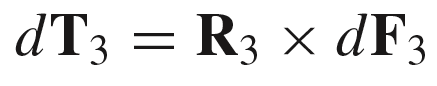 d𝐓₃ = 𝐑₃ × d𝐅₃